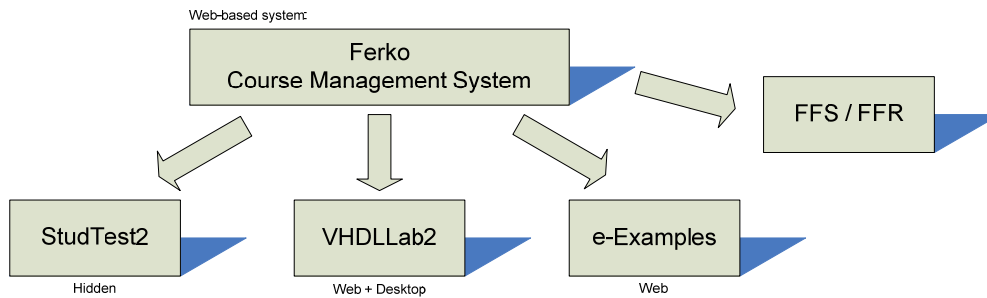 Web-based system:
Ferko
Course Management System
FFS / FFR
StudTest2
VHDLLab2
e-Examples
Hidden
Web + Desktop
Web